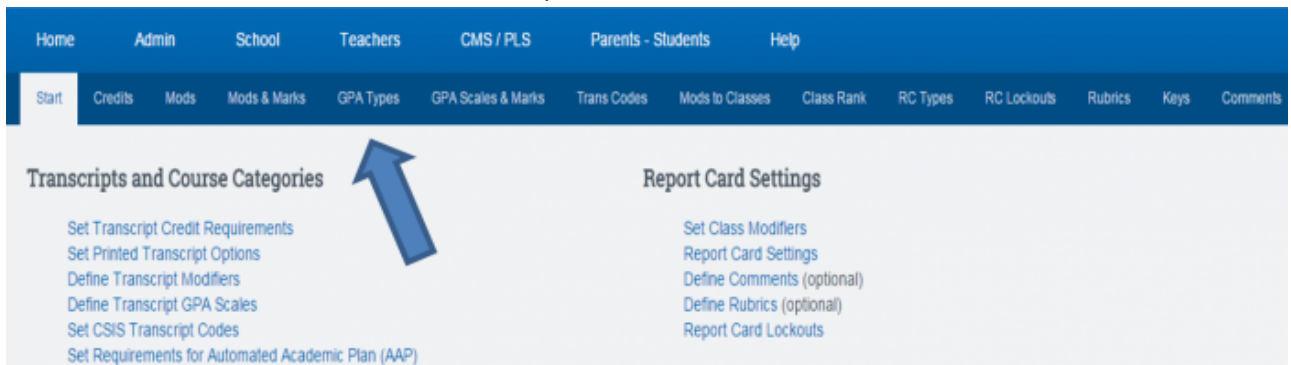 Home Admin School Teachers CMS / PLS Parents - Students Help
Start Credits Mods Mods & Marks GPA Types GPA Scales & Marks Trans Codes Mods to Classes Class Rank RC Types RC Lockouts Rubrics Keys Comments
Transcripts and Course Categories
Set Transcript Credit Requirements
Set Printed Transcript Options
Define Transcript Modifiers
Define Transcript GPA Scales
Set CSIS Transcript Codes
Set Requirements for Automated Academic Plan (AAP)
Report Card Settings
Set Class Modifiers
Report Card Settings
Define Comments (optional)
Define Rubrics (optional)
Report Card Lockouts